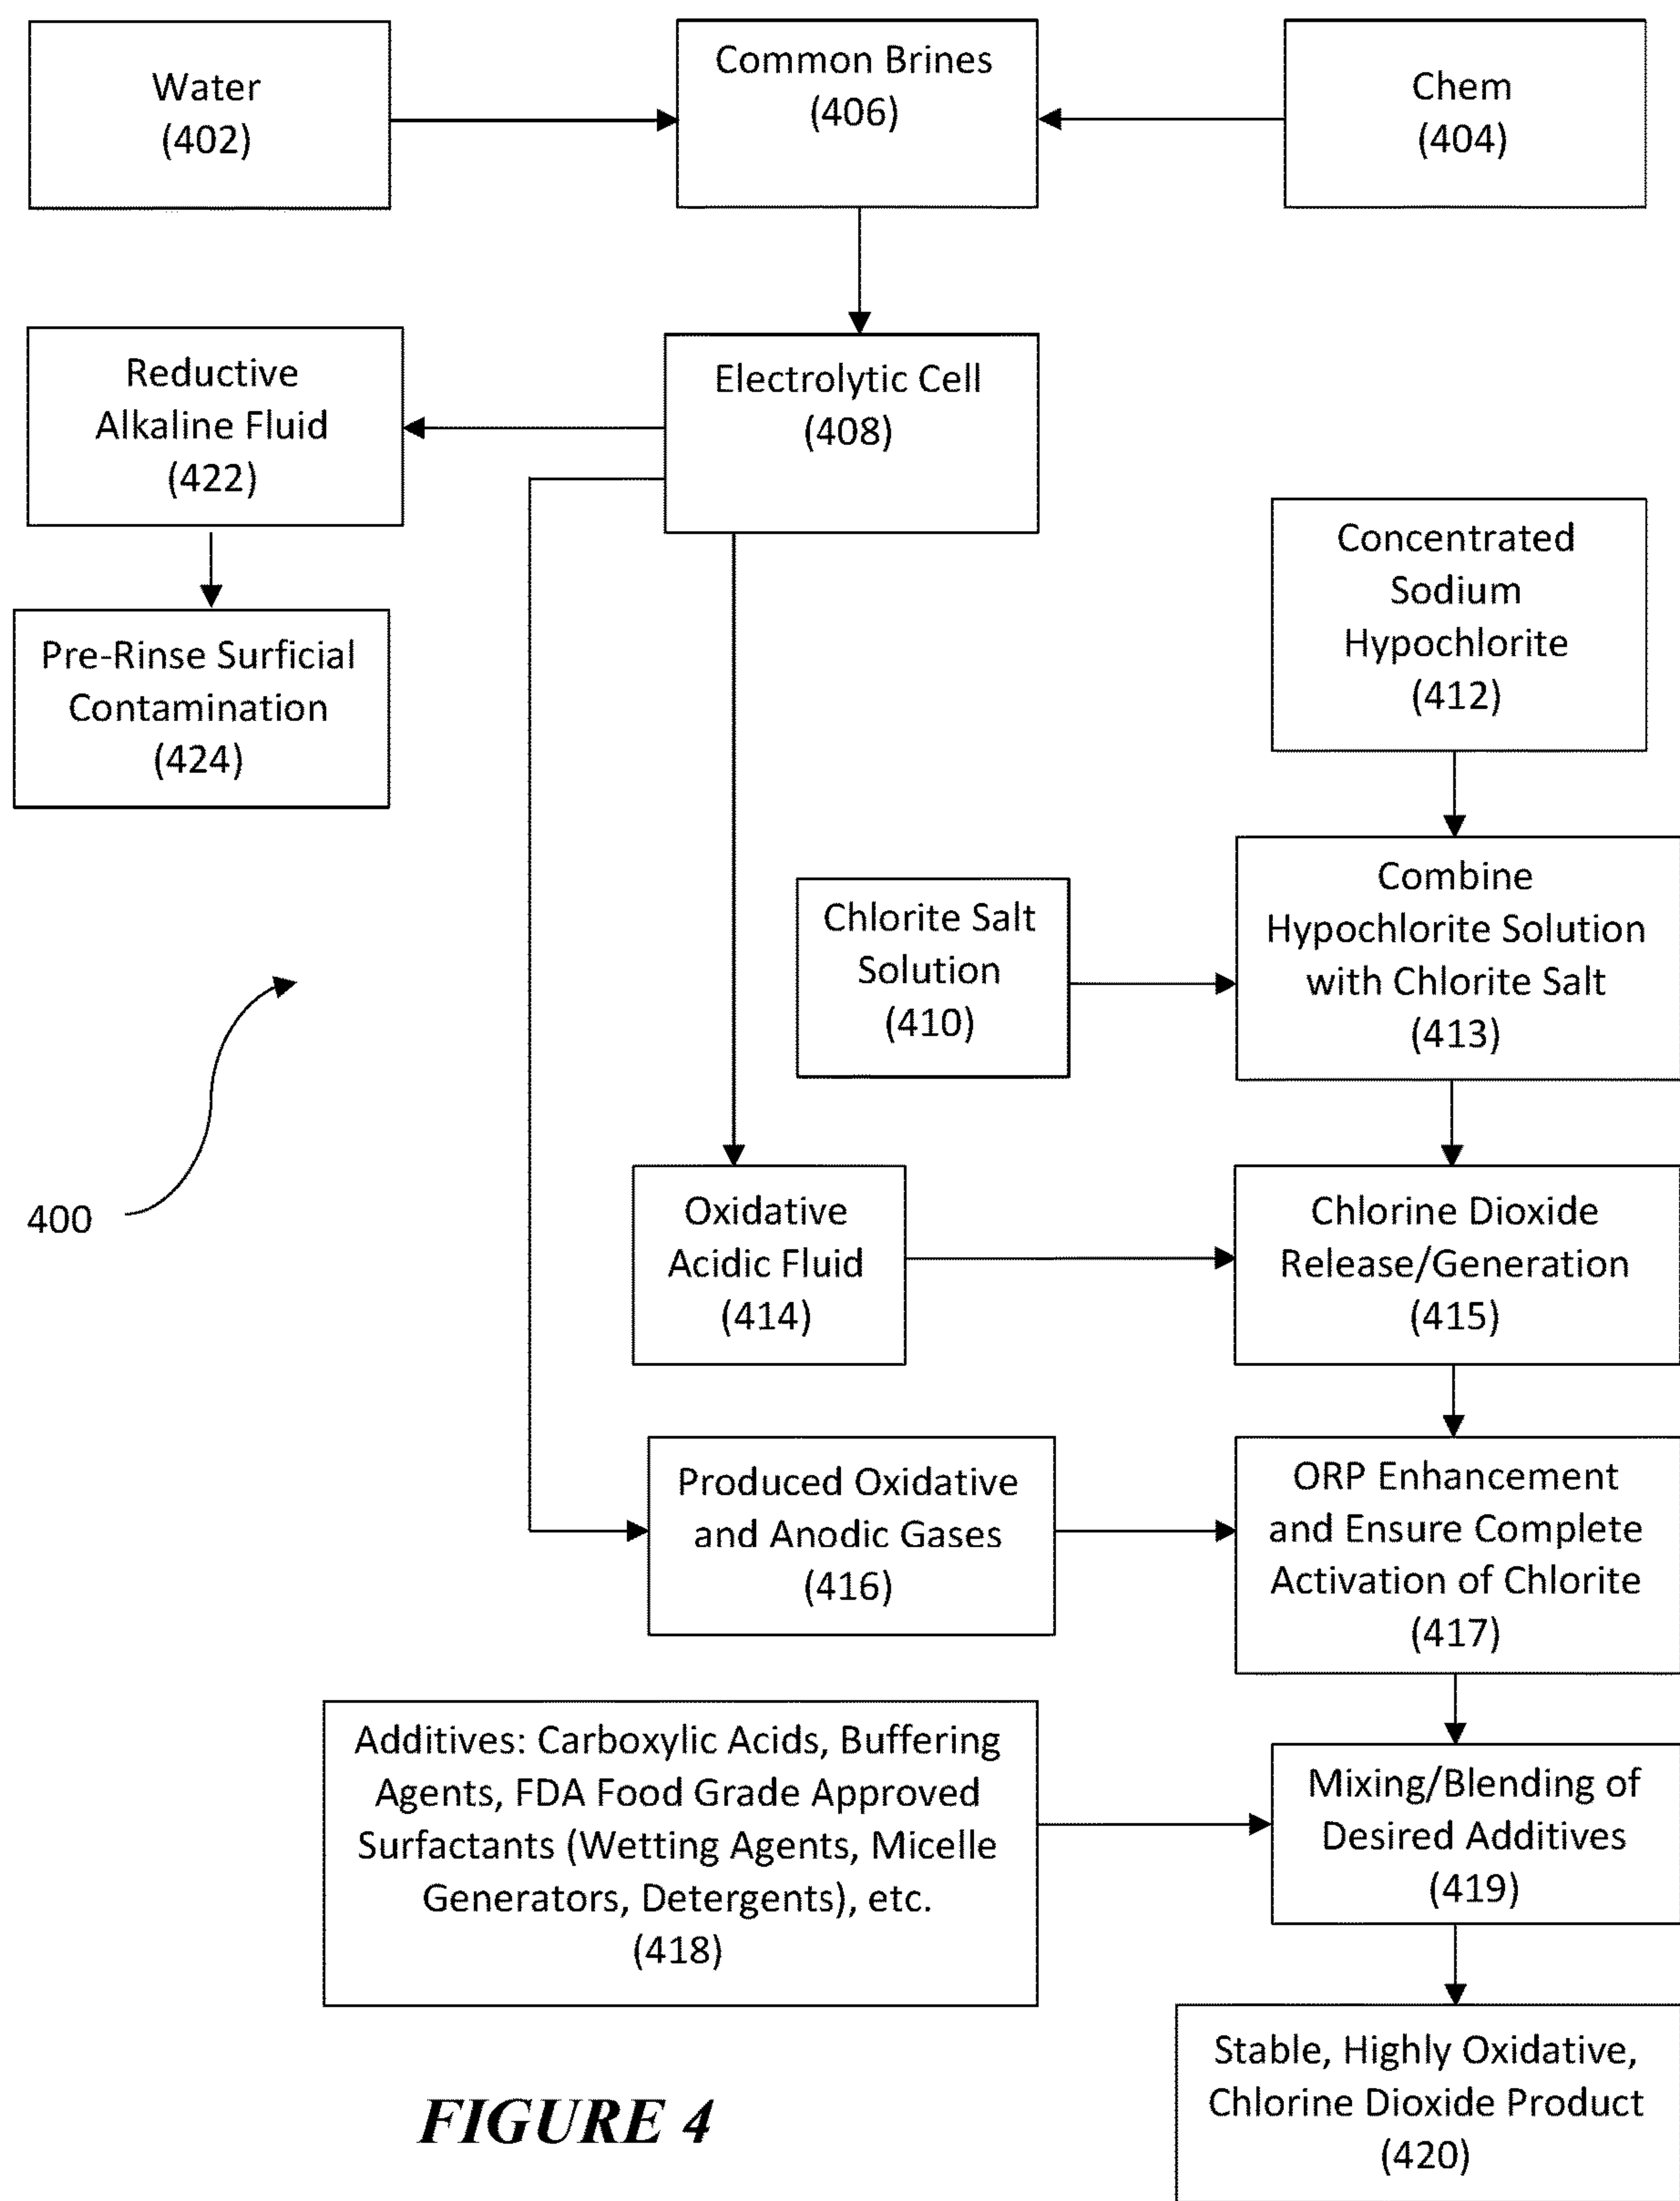 Water
(402)
Common Brines
(406)
Chem
(404)
Reductive
Alkaline Fluid
(422)
Electrolytic Cell
(408)
Pre-Rinse Surficial
Contamination
(424)
Concentrated
Sodium
Hypochlorite
(412)
Chlorite Salt
Solution
(410)
Combine
Hypochlorite Solution
with Chlorite Salt
(413)
400
Oxidative
Acidic Fluid
(414)
Chlorine Dioxide
Release/Generation
(415)
Produced Oxidative
and Anodic Gases
(416)
ORP Enhancement
and Ensure Complete
Activation of Chlorite
(417)
Additives: Carboxylic Acids, Buffering
Agents, FDA Food Grade Approved
Surfactants (Wetting Agents, Micelle
Generators, Detergents), etc.
(418)
Mixing/Blending of
Desired Additives
(419)
Stable, Highly Oxidative,
Chlorine Dioxide Product
(420)
FIGURE 4